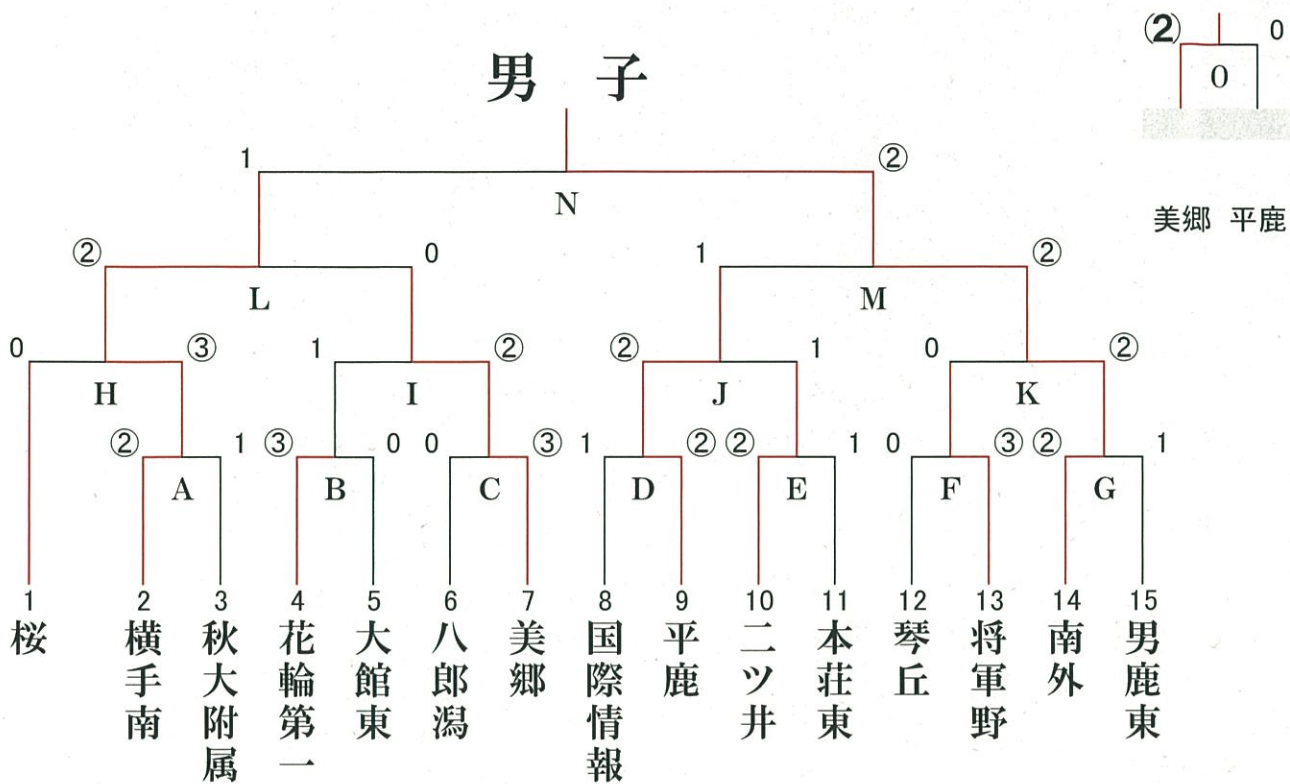 (2) 0
O
美郷 平鹿
男子
1 ②
N
② 0 1 ②
L M
0 ③ 1 ② ② 1 0 ②
H I J K
② 1 ③ 0 0 ③ 1 ② ② 1 0 ③ ② 1
A B C D E F G
1 2 3 4 5 6 7 8 9 10 11 12 13 14 15
桜
横手南
秋大附属
花輪第一
大館東
八郎潟
美郷
国際情報
平鹿
二ツ井
本荘東
琴丘
将軍野
南外
男鹿東